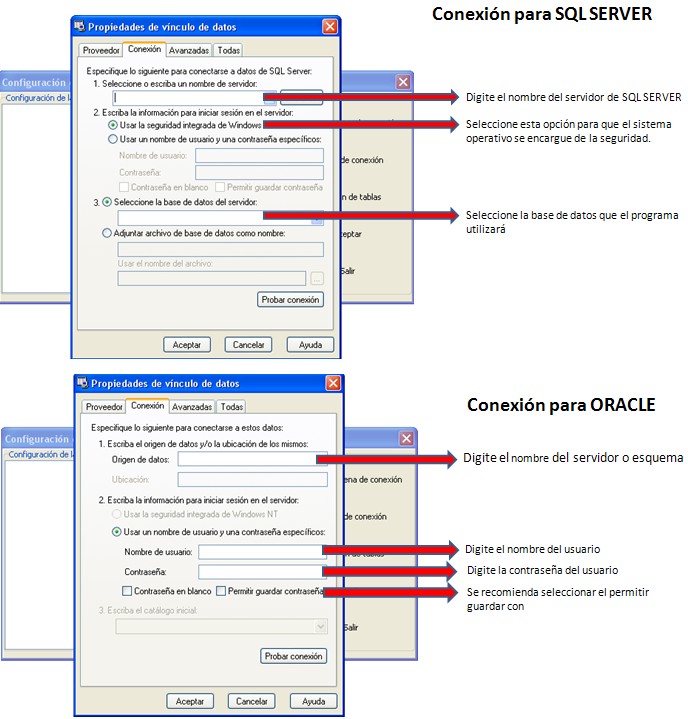 Conexión para SQL SERVER
Propiedades de vínculo de datos
Proveedor Conexión Avanzadas Todas
Configuración
Configuración de la
Especifique lo siguiente para conectarse a datos de SQL Server:
1. Seleccione o escriba un nombre de servidor:
Digite el nombre del servidor de SQL SERVER
2. Escriba la información para iniciar sesión en el servidor:
Usar la seguridad integrada de Windows
Seleccione esta opción para que el sistema
operativo se encargue de la seguridad.
Usar un nombre de usuario y una contraseña específicos:
Nombre de usuario:
de conexión
Contraseña:
Contraseña en blanco Permitir guardar contraseña
n de tablas
3. Seleccione la base de datos del servidor:
Seleccione la base de datos que el programa
utilizará
Adjuntar archivo de base de datos como nombre:
ceptar
Usar el nombre del archivo:
Salir
...
Probar conexión
Aceptar Cancelar Ayuda
Propiedades de vínculo de datos
Conexión para ORACLE
Proveedor Conexión Avanzadas Todas
Configuración
Configuración de la
Especifique lo siguiente para conectarse a estos datos:
1. Escriba el origen de datos y/o la ubicación de los mismos:
Origen de datos:
Digite el nombre del servidor o esquema
Ubicación:
ena de conexión
2. Escriba la información para iniciar sesión en el servidor:
Usar la seguridad integrada de Windows NT
de conexión
Usar un nombre de usuario y una contraseña específicos:
Nombre de usuario:
Digite el nombre del usuario
Contraseña:
Digite la contraseña del usuario
Contraseña en blanco Permitir guardar contraseña
Se recomienda seleccionar el permitir
guardar con
3. Escriba el catálogo inicial:
Salir
Probar conexión
Aceptar Cancelar Ayuda